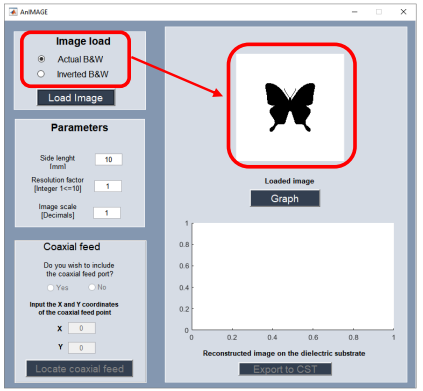 AnIMAGE
Image load
Actual B&W
Inverted B&W
Load Image
Parameters
Side lenght
[mm]
10
Resolution factor
[Integer 1<=10]
1
Image scale
[Decimals]
1
Coaxial feed
Do you wish to include
the coaxial feed port?
Yes No
Input the X and Y coordinates
of the coaxial feed point
X 0
Y 0
Locate coaxial feed
Loaded image
Graph
1
0.8
0.6
0.4
0.2
0
0 0.2 0.4 0.6 0.8 1
Reconstructed image on the dielectric substrate
Export to CST